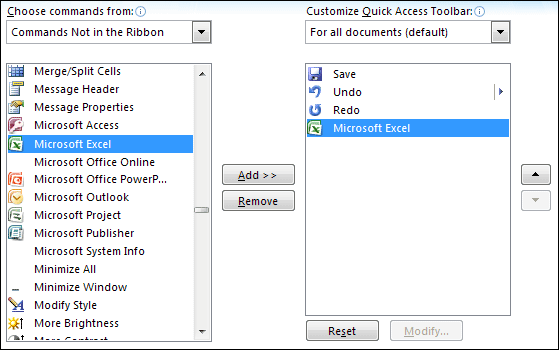 Choose commands from:
Commands Not in the Ribbon
Merge/Split Cells
Message Header
Message Properties
Microsoft Access
Microsoft Excel
Microsoft Office Online
Microsoft Office PowerP...
Microsoft Outlook
Microsoft Project
Microsoft Publisher
Microsoft System Info
Minimize All
Minimize Window
Modify Style
More Brightness
More Contrast
Add >>
Remove
Customize Quick Access Toolbar:
For all documents (default)
Save
Undo
Redo
Microsoft Excel
Reset
Modify...